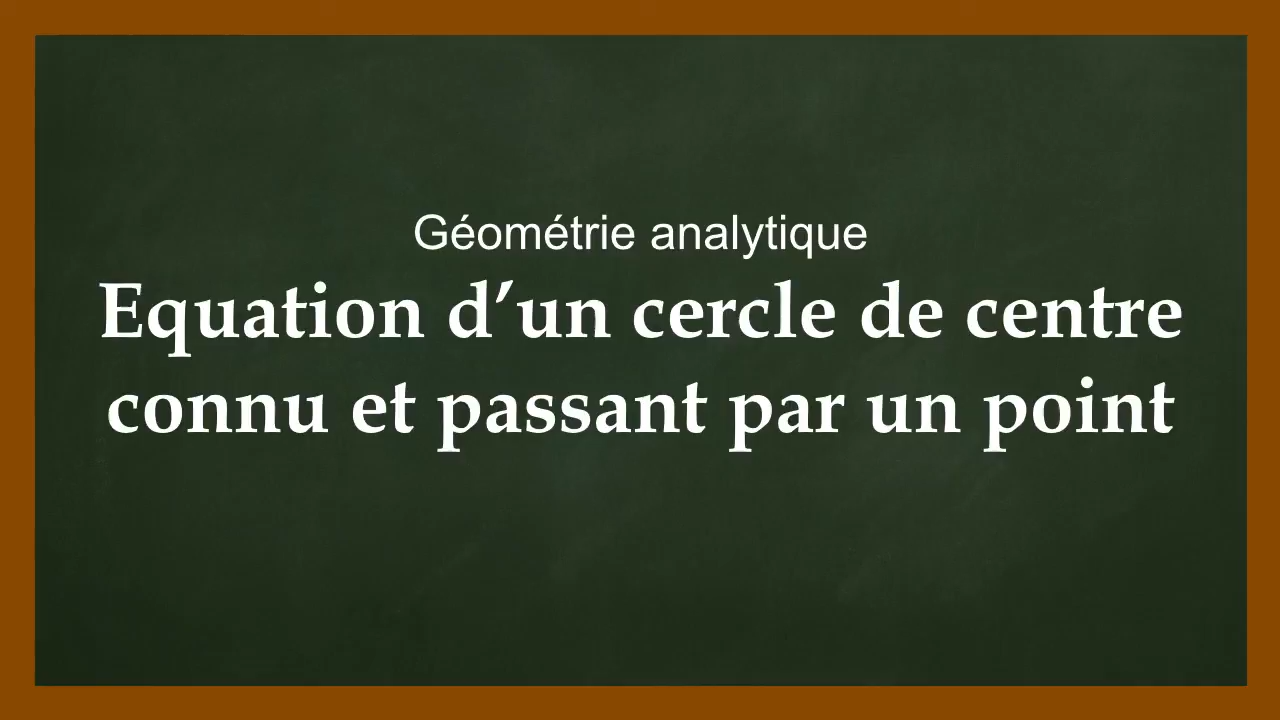 Géométrie analytique
Equation d’un cercle de centre
connu et passant par un point